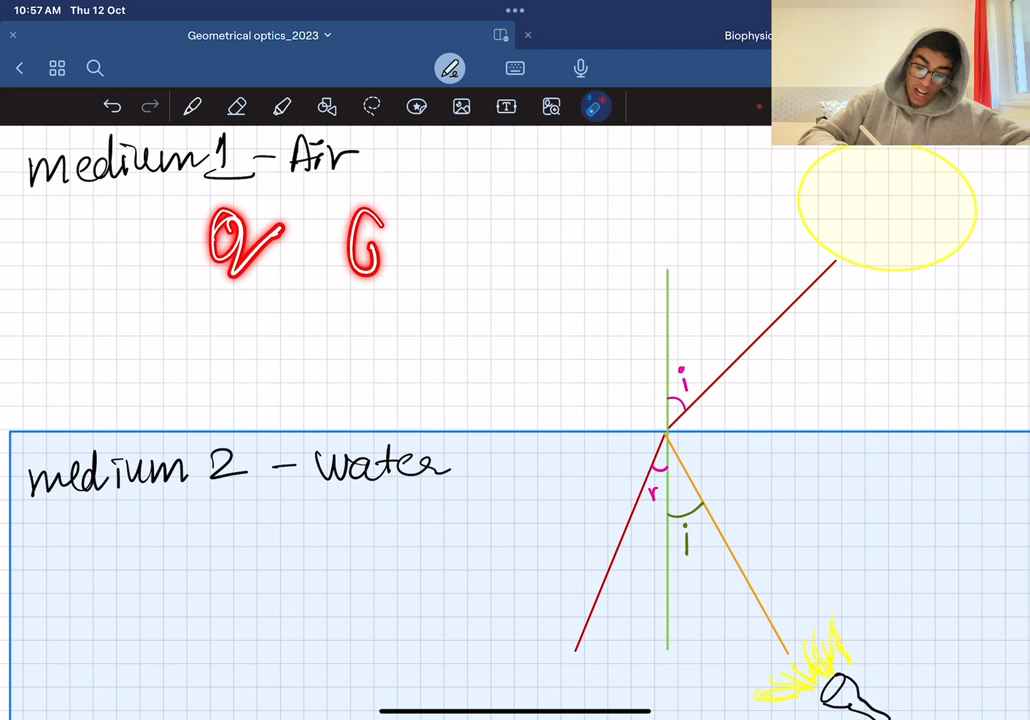 10:57 AM Thu 12 Oct
Geometrical optics_2023
Biophysic
medium 1 - Air
i
medium 2 - water
r
i